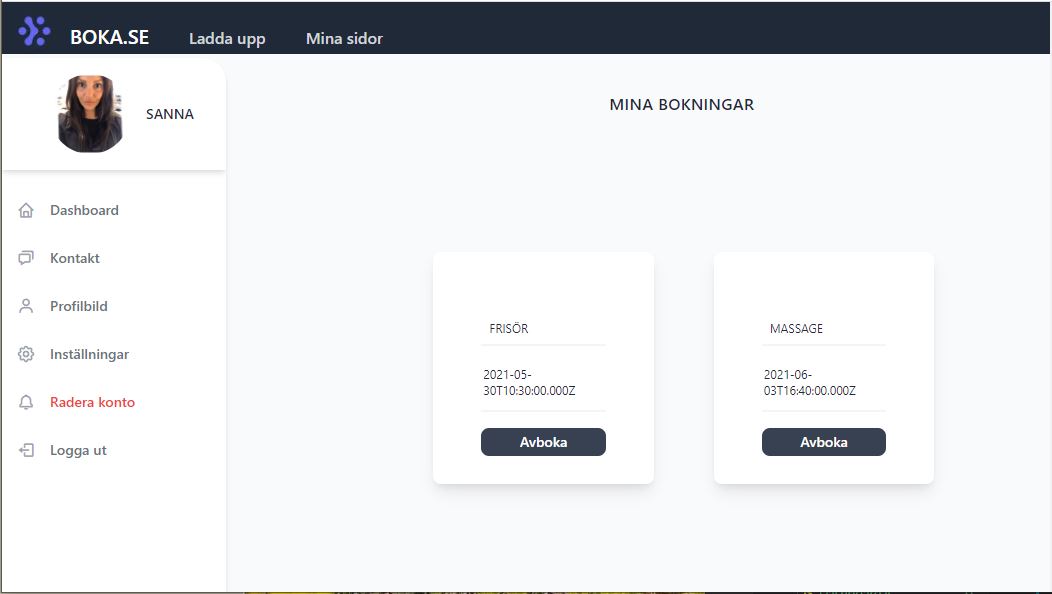 BOKA.SE
Ladda upp
Mina sidor
SANNA
Dashboard
Kontakt
Profilbild
Inställningar
Radera konto
Logga ut
MINA BOKNINGAR
FRISÖR
2021-05-
30T10:30:00.000Z
Avboka
MASSAGE
2021-06-
03T16:40:00.000Z
Avboka